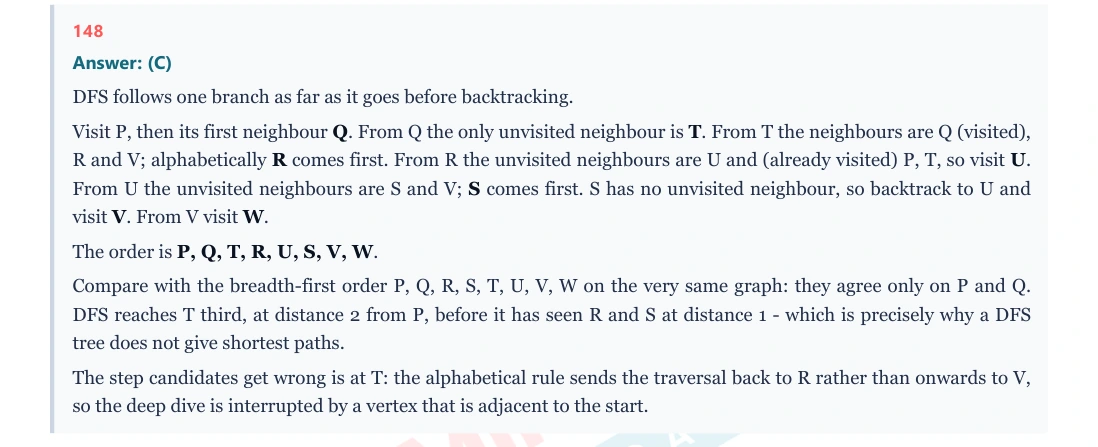 148
Answer: (C)
DFS follows one branch as far as it goes before backtracking.
Visit P, then its first neighbour Q. From Q the only unvisited neighbour is T. From T the neighbours are Q (visited),
R and V; alphabetically R comes first. From R the unvisited neighbours are U and (already visited) P, T, so visit U.
From U the unvisited neighbours are S and V; S comes first. S has no unvisited neighbour, so backtrack to U and
visit V. From V visit W.
The order is P, Q, T, R, U, S, V, W.
Compare with the breadth-first order P, Q, R, S, T, U, V, W on the very same graph: they agree only on P and Q.
DFS reaches T third, at distance 2 from P, before it has seen R and S at distance 1 - which is precisely why a DFS
tree does not give shortest paths.
The step candidates get wrong is at T: the alphabetical rule sends the traversal back to R rather than onwards to V,
so the deep dive is interrupted by a vertex that is adjacent to the start.